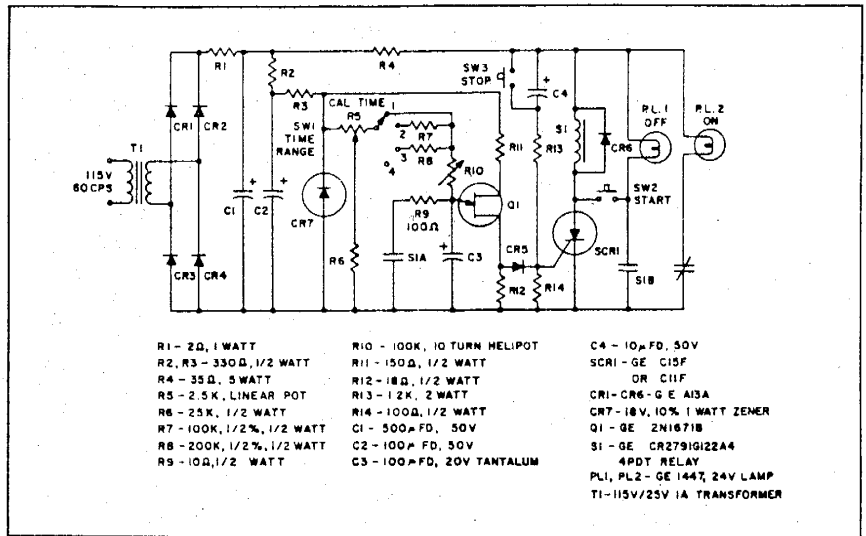 R1
R2
R4
SW3
STOP
C4
R3
CAL TIME
1
R5
SW1
TIME
RANGE
2
R7
3
R8
4
R10
R11
R13
S1
CR6
P.L. 1
OFF
P.L. 2
ON
CR1
CR2
T1
115V
60CPS
C1
C2
CR7
R9
100Ω
Q1
SW2
START
CR3
CR4
R6
S1A
C3
CR5
R12
R14
SCR1
S1B
R1 - 2Ω, 1 WATT
R2, R3 - 330Ω, 1/2 WATT
R4 - 35Ω, 5 WATT
R5 - 2.5K, LINEAR POT
R6 - 25K, 1/2 WATT
R7 - 100K, 1/2%, 1/2 WATT
R8 - 200K, 1/2%, 1/2 WATT
R9 - 10Ω, 1/2 WATT
R10 - 100K, 10 TURN HELIPOT
R11 - 150Ω, 1/2 WATT
R12 - 18Ω, 1/2 WATT
R13 - 1.2K, 2 WATT
R14 - 100Ω, 1/2 WATT
C1 - 500µFD, 50V
C2 - 100µFD, 50V
C3 - 100µFD, 20V TANTALUM
C4 - 10µFD, 50V
SCR1 - GE C15F
OR C11F
CR1 - CR6 - GE A13A
CR7 - 18V, 10% 1 WATT ZENER
Q1 - GE 2N1671B
S1 - GE CR2791G122A4
4PDT RELAY
PL1, PL2 - GE 1447, 24V LAMP
T1 - 115V/25V 1A TRANSFORMER